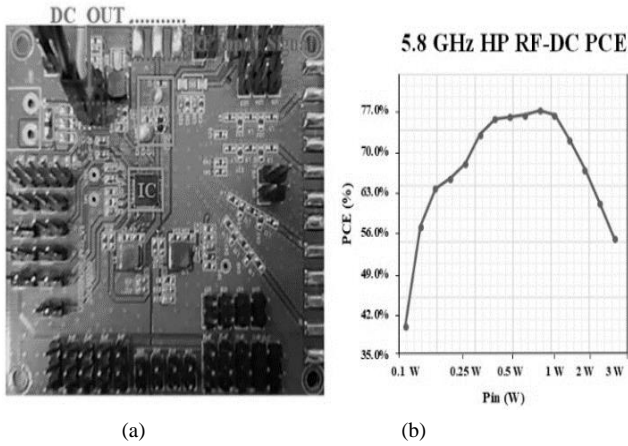 DC OUT ...........
IC
5.8 GHz HP RF-DC PCE
77.0%
70.0%
63.0%
56.0%
49.0%
42.0%
35.0%
PCE (%)
0.1 W 0.25 W 0.5 W 1 W 2 W 3 W
Pin (W)
(a) (b)